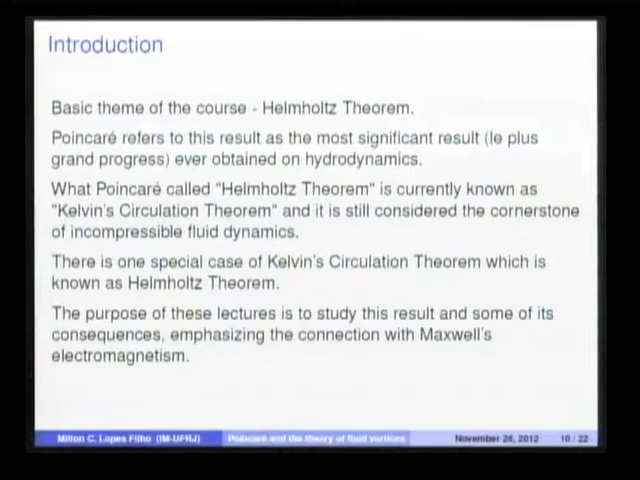 Introduction
Basic theme of the course - Helmholtz Theorem.
Poincaré refers to this result as the most significant result (le plus
grand progress) ever obtained on hydrodynamics.
What Poincaré called "Helmholtz Theorem" is currently known as
"Kelvin's Circulation Theorem" and it is still considered the cornerstone
of incompressible fluid dynamics.
There is one special case of Kelvin's Circulation Theorem which is
known as Helmholtz Theorem.
The purpose of these lectures is to study this result and some of its
consequences, emphasizing the connection with Maxwell's
electromagnetism.
Milton C. Lopes Filho (IM-UFRJ) Poincaré and the theory of fluid vortices November 28, 2012 10 / 22